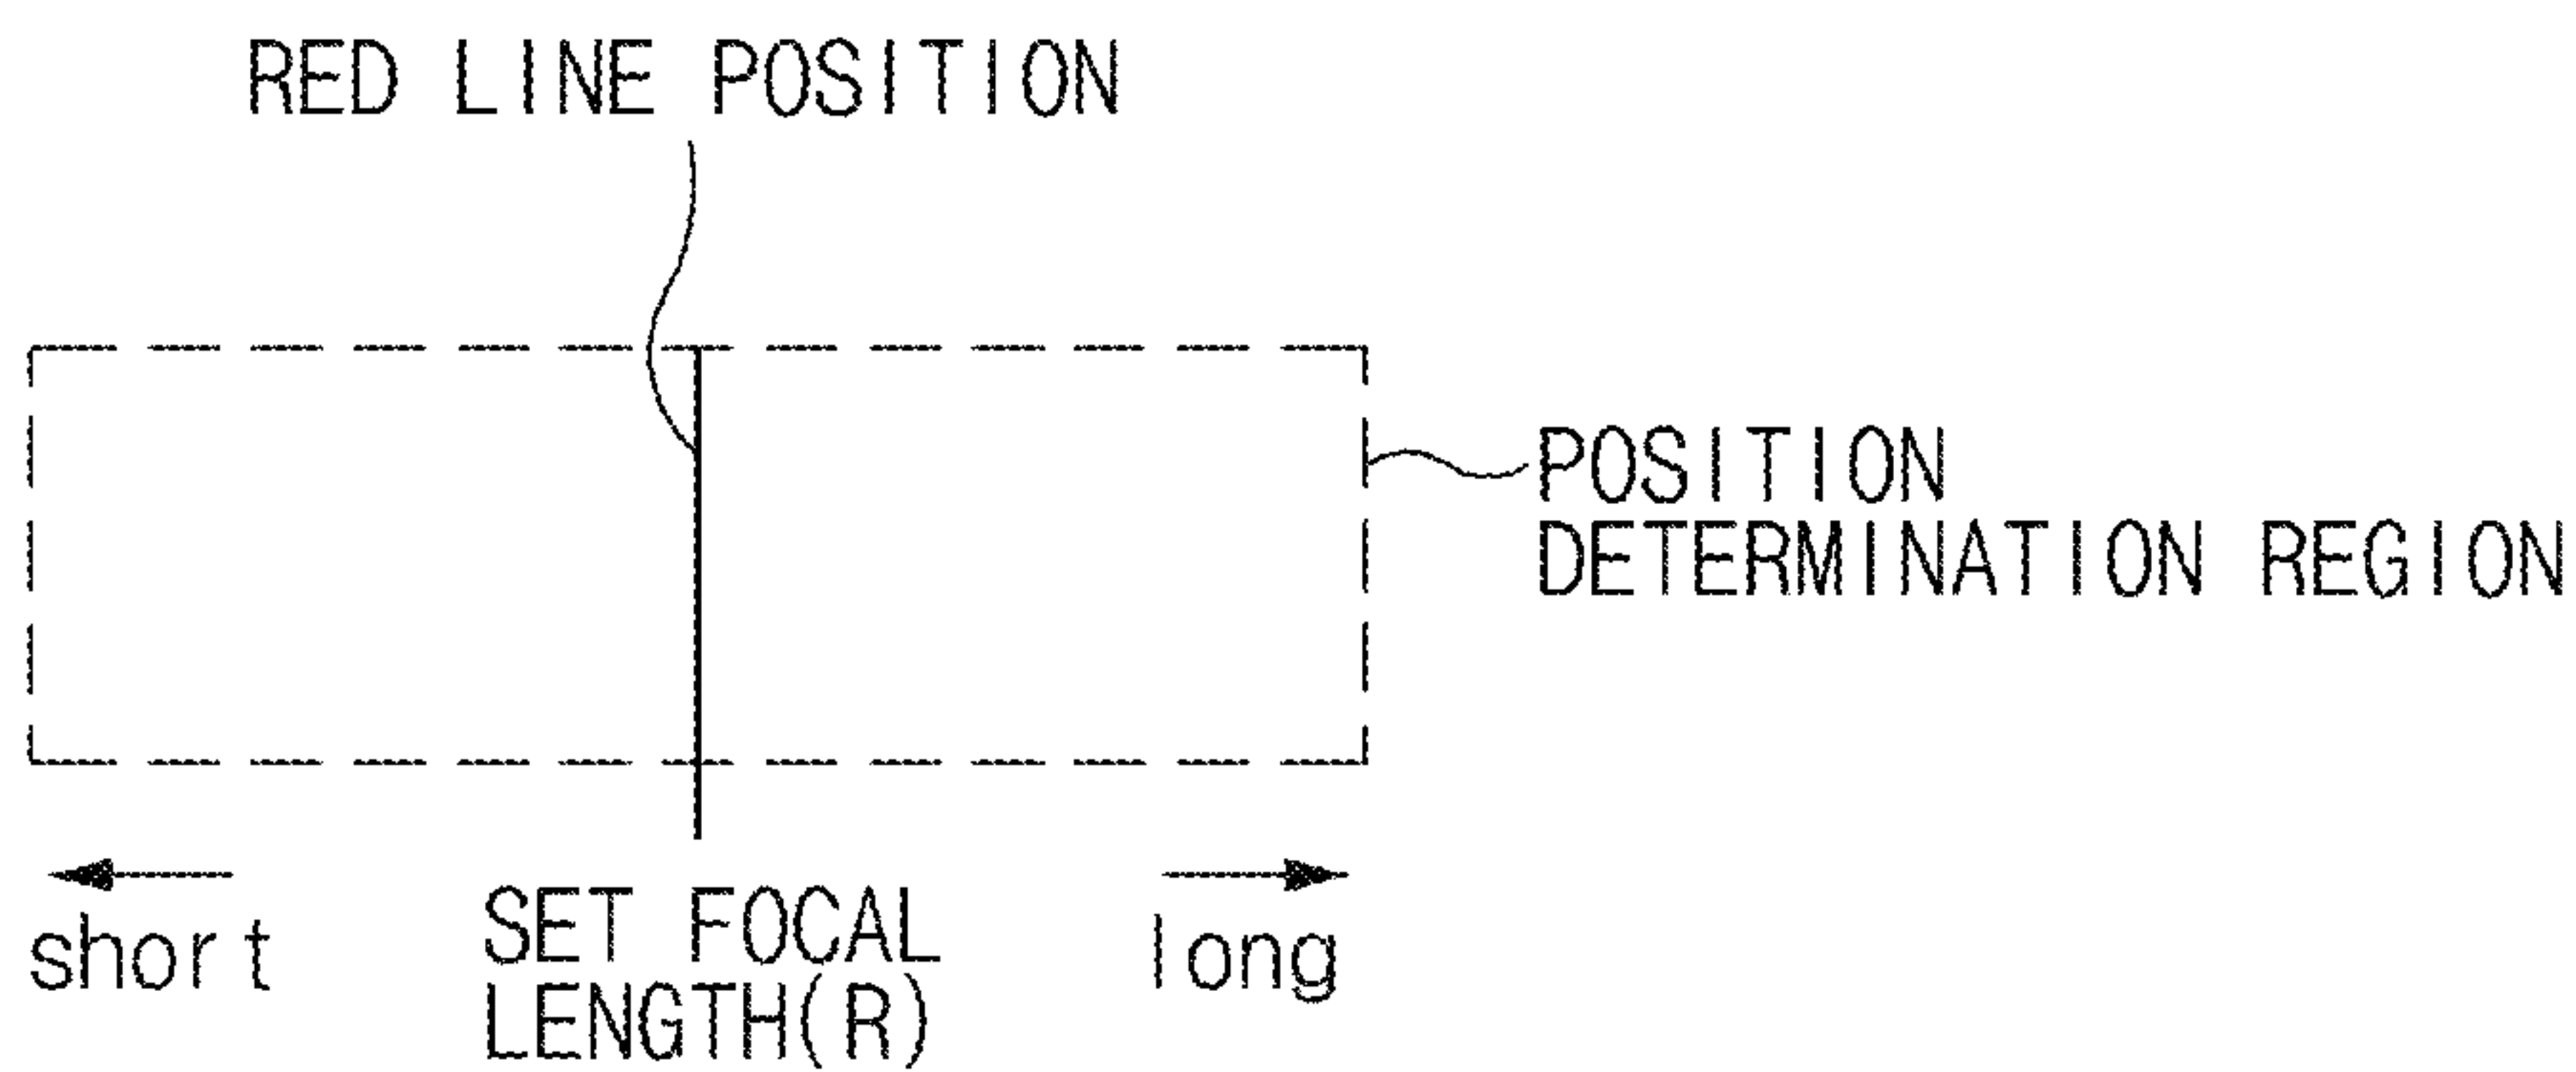 RED LINE POSITION
POSITION
DETERMINATION REGION
short
SET FOCAL
LENGTH(R)
long